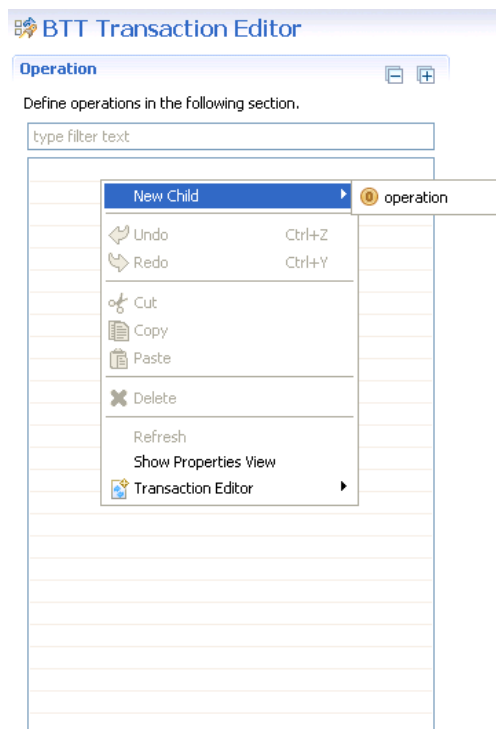 BTT Transaction Editor
Operation
Define operations in the following section.
type filter text
New Child
operation
Undo Ctrl+Z
Redo Ctrl+Y
Cut
Copy
Paste
Delete
Refresh
Show Properties View
Transaction Editor